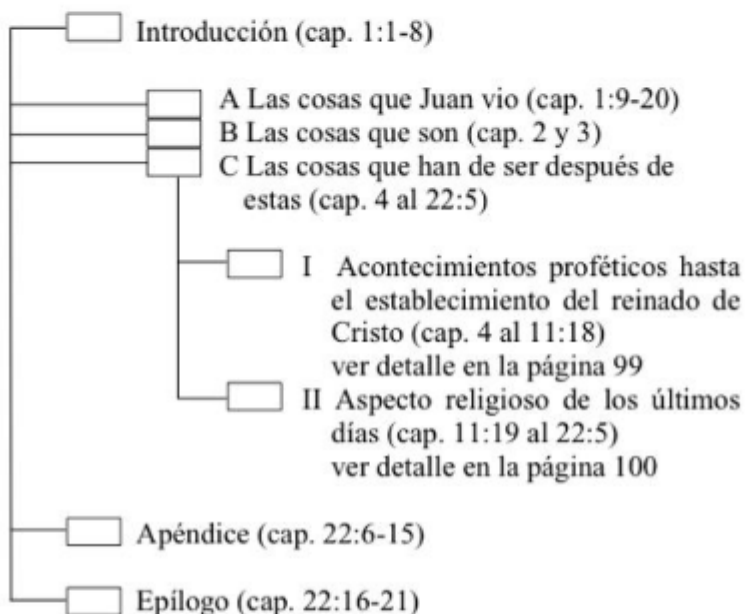 Introducción (cap. 1:1-8)
A Las cosas que Juan vio (cap. 1:9-20)
B Las cosas que son (cap. 2 y 3)
C Las cosas que han de ser después de
estas (cap. 4 al 22:5)
I Acontecimientos proféticos hasta
el establecimiento del reinado de
Cristo (cap. 4 al 11:18)
ver detalle en la página 99
II Aspecto religioso de los últimos
días (cap. 11:19 al 22:5)
ver detalle en la página 100
Apéndice (cap. 22:6-15)
Epílogo (cap. 22:16-21)